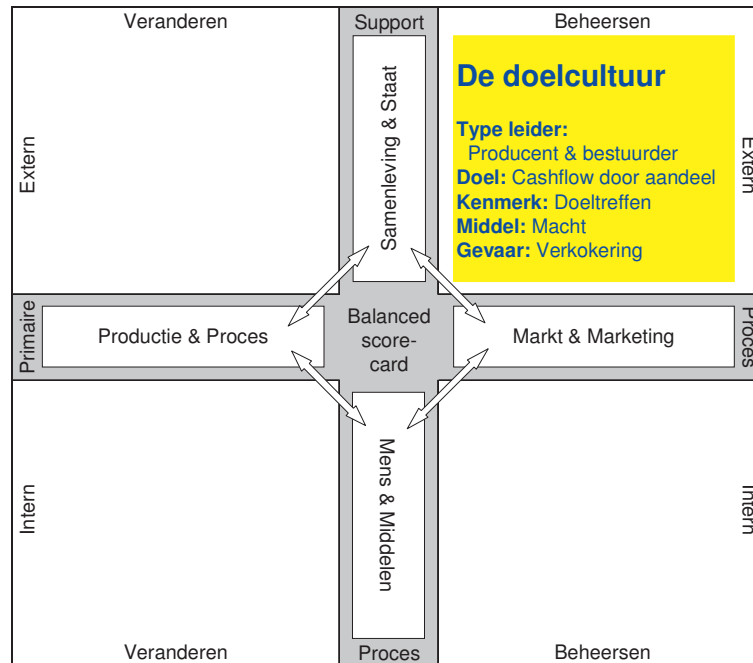 Veranderen
Support
Beheersen
De doelcultuur
Type leider:
Producent & bestuurder
Doel: Cashflow door aandeel
Kenmerk: Doeltreffen
Middel: Macht
Gevaar: Verkokering
Extern
Samenleving & Staat
Extern
Primaire
Productie & Proces
Balanced
score-
card
Markt & Marketing
Proces
Intern
Mens & Middelen
Intern
Veranderen
Proces
Beheersen